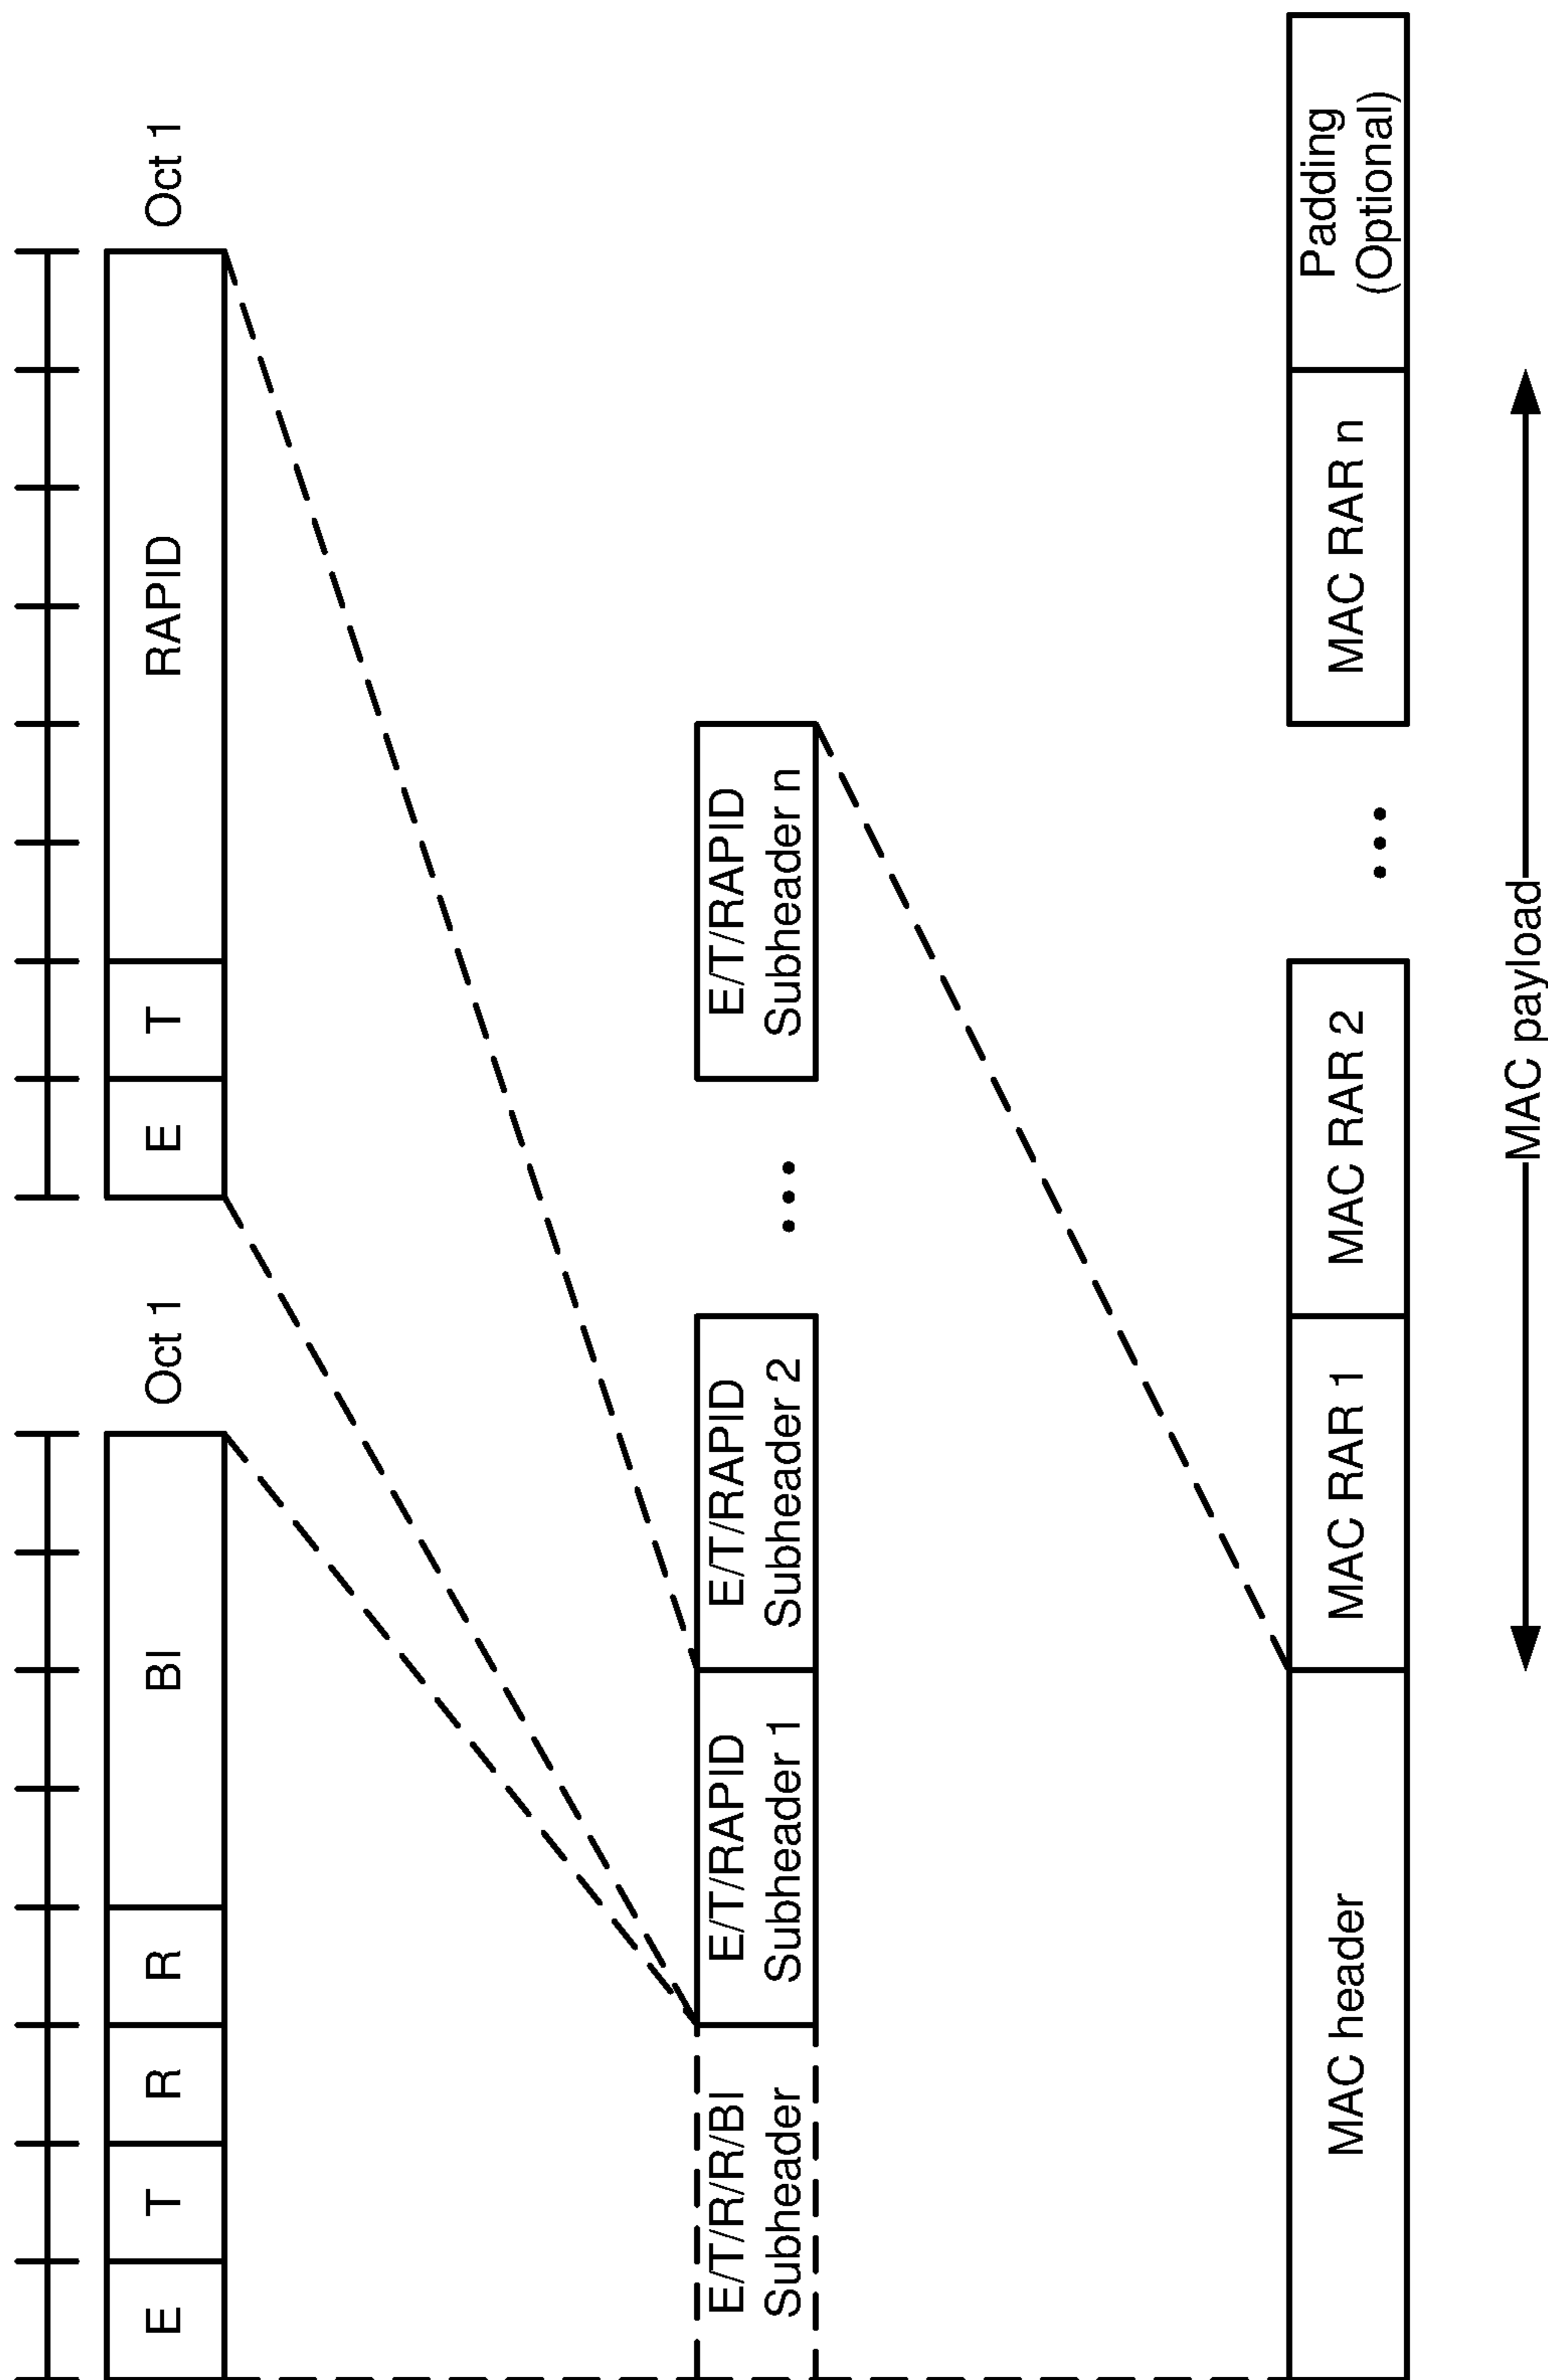 E
T
R
R
BI
Oct 1
E
T
RAPID
Oct 1
E/T/R/R/BI
Subheader
E/T/RAPID
Subheader 1
E/T/RAPID
Subheader 2
...
E/T/RAPID
Subheader n
MAC header
MAC RAR 1
MAC RAR 2
...
MAC RAR n
Padding
(Optional)
MAC payload